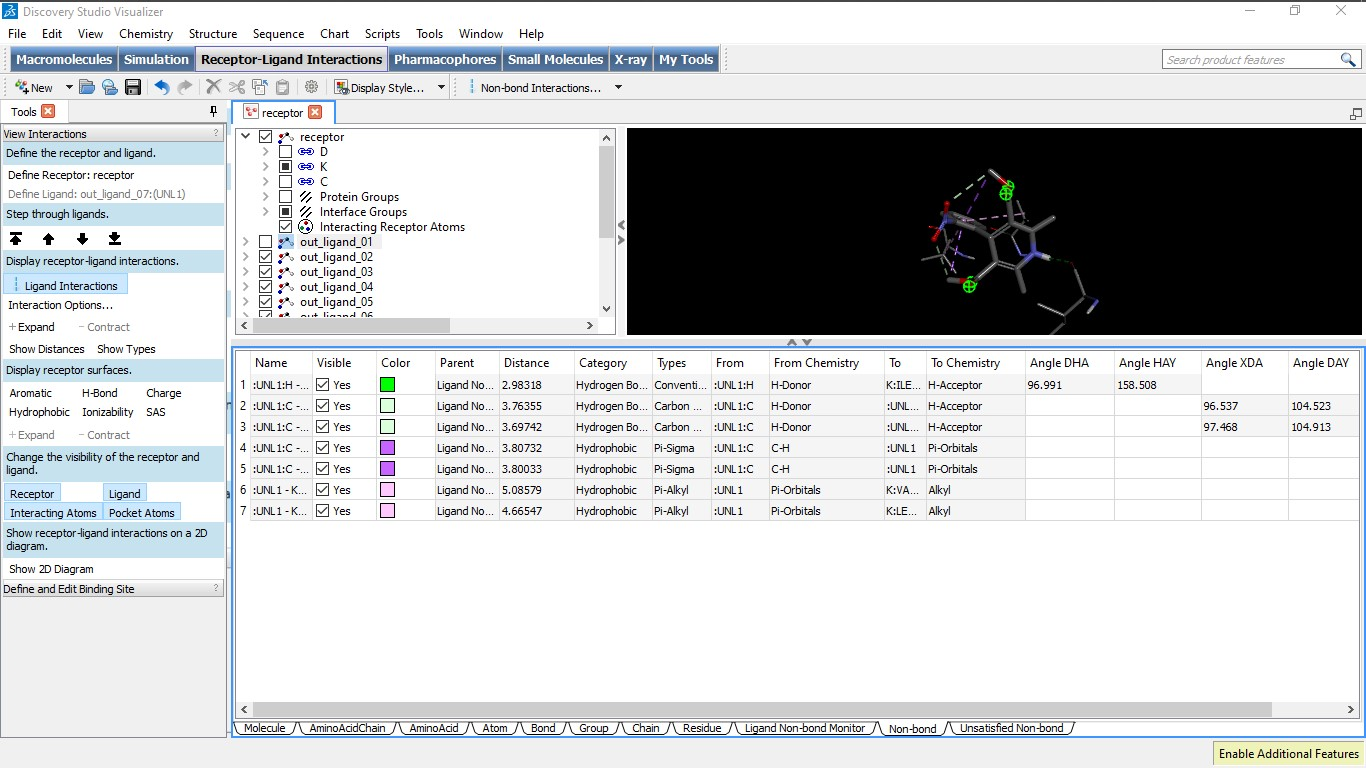 Discovery Studio Visualizer
File Edit View Chemistry Structure Sequence Chart Scripts Tools Window Help
Macromolecules Simulation Receptor-Ligand Interactions Pharmacophores Small Molecules X-ray My Tools Search product features
New Display Style... Non-bond Interactions...
Tools
View Interactions ?
Define the receptor and ligand.
Define Receptor: receptor
Define Ligand: out_ligand_07:(UNL1)
Step through ligands.
Display receptor-ligand interactions.
Ligand Interactions
Interaction Options...
+ Expand - Contract
Show Distances Show Types
Display receptor surfaces.
Aromatic H-Bond Charge
Hydrophobic Ionizability SAS
+ Expand - Contract
Change the visibility of the receptor and
ligand.
Receptor Ligand
Interacting Atoms Pocket Atoms
Show receptor-ligand interactions on a 2D
diagram.
Show 2D Diagram
Define and Edit Binding Site ?
receptor
receptor
D
K
C
Protein Groups
Interface Groups
Interacting Receptor Atoms
out_ligand_01
out_ligand_02
out_ligand_03
out_ligand_04
out_ligand_05
out_ligand_06
Name Visible Color Parent Distance Category Types From From Chemistry To To Chemistry Angle DHA Angle HAY Angle XDA Angle DAY
1 :UNL1:H -... Yes Ligand No... 2.98318 Hydrogen Bo... Conventi... :UNL1:H H-Donor K:ILE... H-Acceptor 96.991 158.508
2 :UNL1:C -... Yes Ligand No... 3.76355 Hydrogen Bo... Carbon ... :UNL1:C H-Donor :UNL... H-Acceptor 96.537 104.523
3 :UNL1:C -... Yes Ligand No... 3.69742 Hydrogen Bo... Carbon ... :UNL1:C H-Donor :UNL... H-Acceptor 97.468 104.913
4 :UNL1:C -... Yes Ligand No... 3.80732 Hydrophobic Pi-Sigma :UNL1:C C-H :UNL1 Pi-Orbitals
5 :UNL1:C -... Yes Ligand No... 3.80033 Hydrophobic Pi-Sigma :UNL1:C C-H :UNL1 Pi-Orbitals
6 :UNL1 - K... Yes Ligand No... 5.08579 Hydrophobic Pi-Alkyl :UNL1 Pi-Orbitals K:VA... Alkyl
7 :UNL1 - K... Yes Ligand No... 4.66547 Hydrophobic Pi-Alkyl :UNL1 Pi-Orbitals K:LE... Alkyl
Molecule AminoAcidChain AminoAcid Atom Bond Group Chain Residue Ligand Non-bond Monitor Non-bond Unsatisfied Non-bond
Enable Additional Features